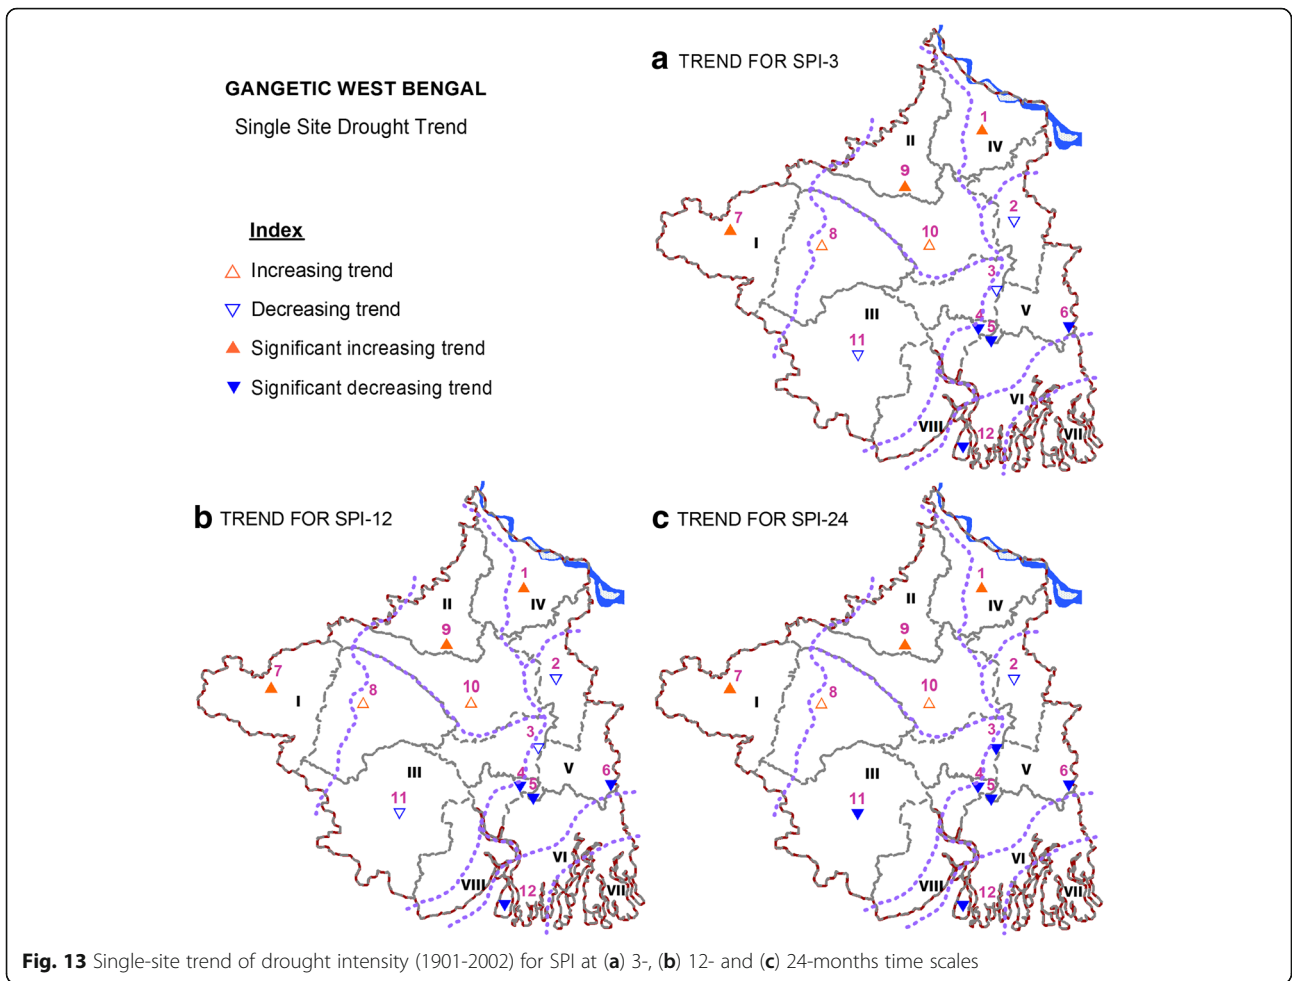 GANGETIC WEST BENGAL
Single Site Drought Trend
Index
Increasing trend
Decreasing trend
Significant increasing trend
Significant decreasing trend
a TREND FOR SPI-3
1
II
IV
9
2
7
I
8
10
3
III
V
4
5
6
11
VI
VIII
12
VII
b TREND FOR SPI-12
1
II
IV
9
2
7
I
8
10
3
III
V
4
5
6
11
VI
VIII
12
VII
c TREND FOR SPI-24
1
II
IV
9
2
7
I
8
10
3
III
V
4
5
6
11
VI
VIII
12
VII
Fig. 13 Single-site trend of drought intensity (1901-2002) for SPI at (a) 3-, (b) 12- and (c) 24-months time scales